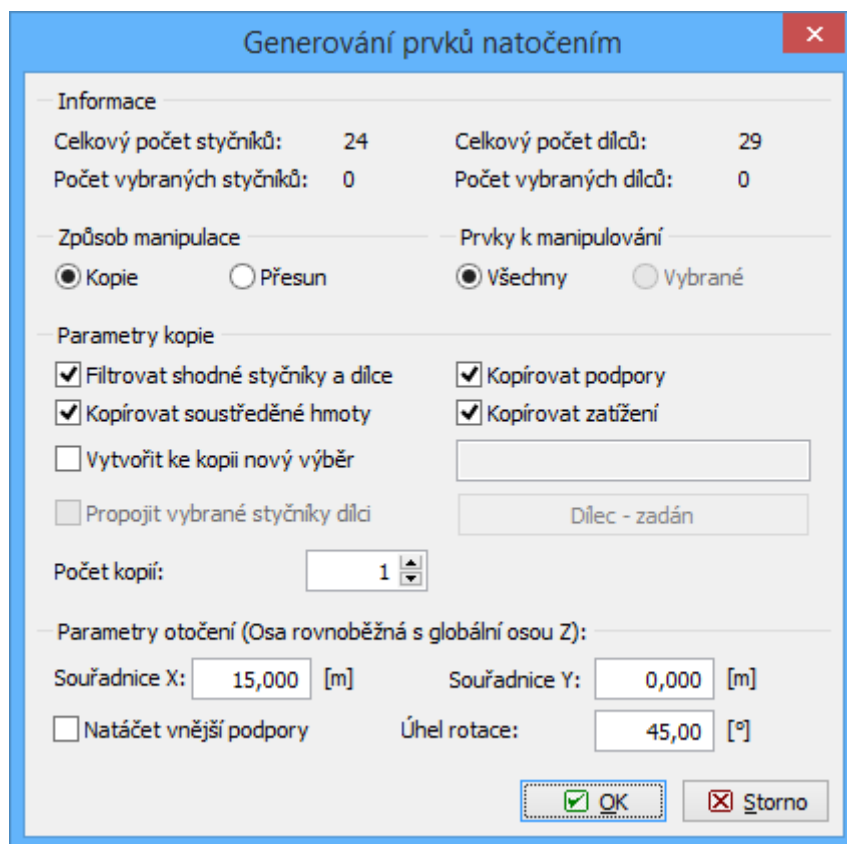 Generování prvků natočením
Informace
Celkový počet styčníků: 24 Celkový počet dílců: 29
Počet vybraných styčníků: 0 Počet vybraných dílců: 0
Způsob manipulace Prvky k manipulování
Kopie Přesun Všechny Vybrané
Parametry kopie
Filtrovat shodné styčníky a dílce Kopírovat podpory
Kopírovat soustředěné hmoty Kopírovat zatížení
Vytvořit ke kopii nový výběr
Propojit vybrané styčníky dílci Dílec - zadán
Počet kopií: 1
Parametry otočení (Osa rovnoběžná s globální osou Z):
Souřadnice X: 15,000 [m] Souřadnice Y: 0,000 [m]
Natáčet vnější podpory Úhel rotace: 45,00 [°]
OK Storno